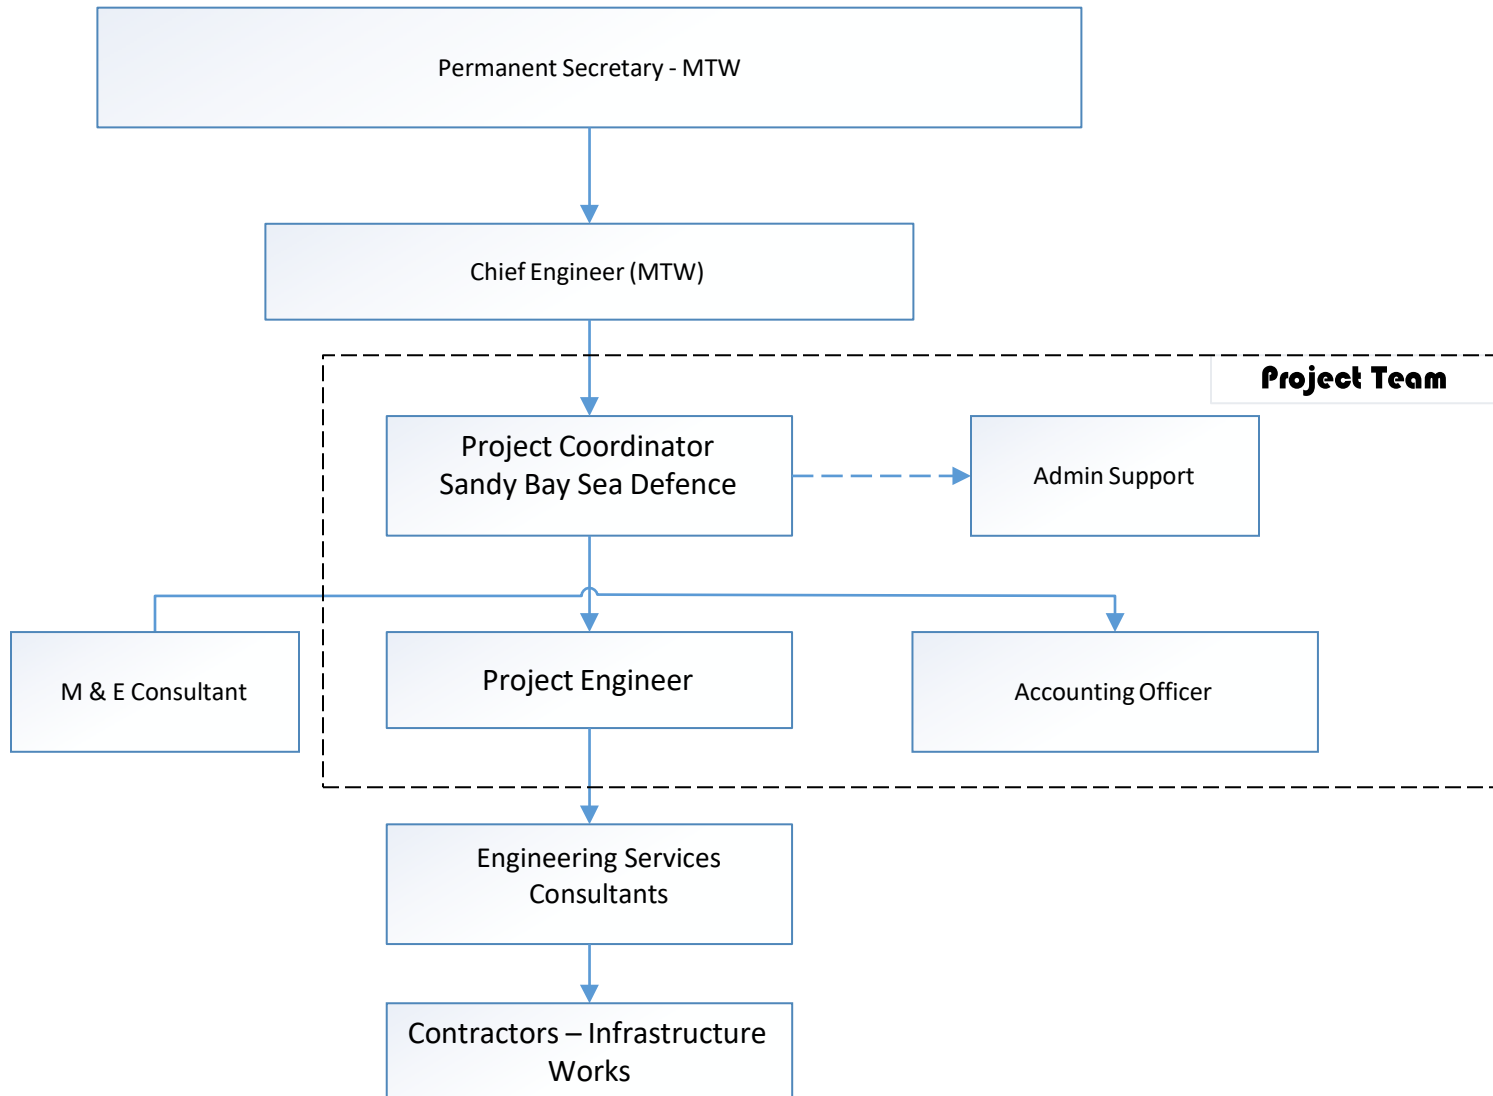 Permanent Secretary - MTW
Chief Engineer (MTW)
Project Team
Project Coordinator
Sandy Bay Sea Defence
Admin Support
M & E Consultant
Project Engineer
Accounting Officer
Engineering Services
Consultants
Contractors – Infrastructure
Works